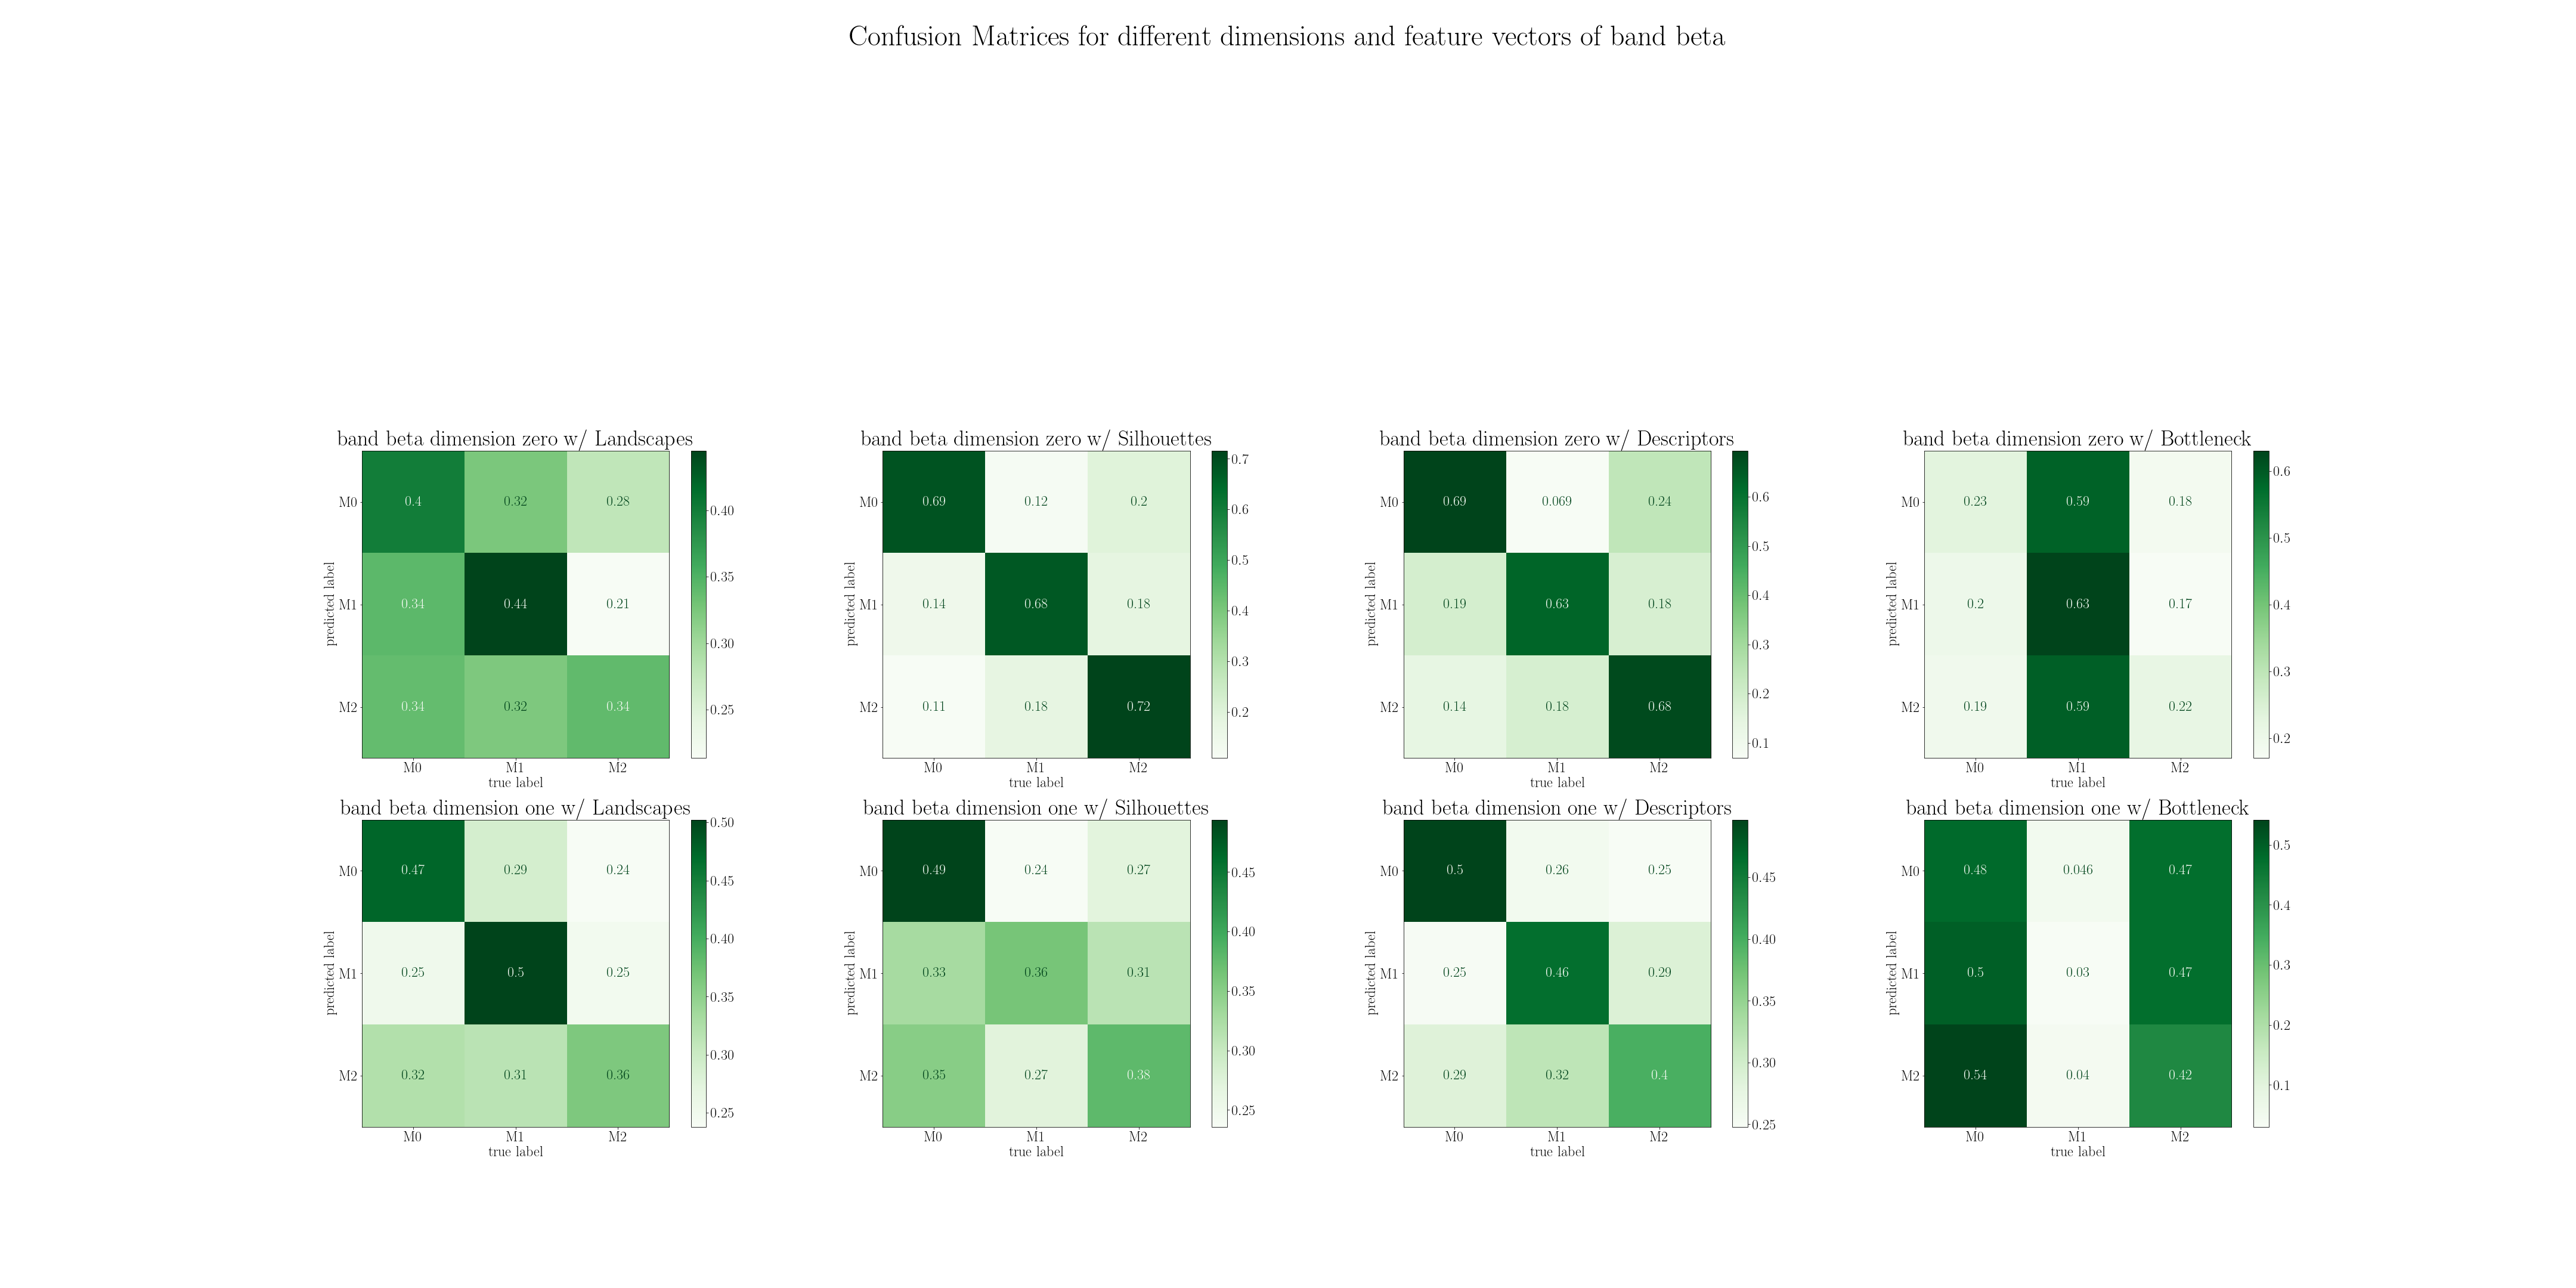 Confusion Matrices for different dimensions and feature vectors of band beta
band beta dimension zero w/ Landscapes
M0 0.4 0.32 0.28
M1 0.34 0.44 0.21
M2 0.34 0.32 0.34
M0 M1 M2
true label
predicted label
0.40
0.35
0.30
0.25
band beta dimension zero w/ Silhouettes
M0 0.69 0.12 0.2
M1 0.14 0.68 0.18
M2 0.11 0.18 0.72
M0 M1 M2
true label
predicted label
0.7
0.6
0.5
0.4
0.3
0.2
band beta dimension zero w/ Descriptors
M0 0.69 0.069 0.24
M1 0.19 0.63 0.18
M2 0.14 0.18 0.68
M0 M1 M2
true label
predicted label
0.6
0.5
0.4
0.3
0.2
0.1
band beta dimension zero w/ Bottleneck
M0 0.23 0.59 0.18
M1 0.2 0.63 0.17
M2 0.19 0.59 0.22
M0 M1 M2
true label
predicted label
0.6
0.5
0.4
0.3
0.2
band beta dimension one w/ Landscapes
M0 0.47 0.29 0.24
M1 0.25 0.5 0.25
M2 0.32 0.31 0.36
M0 M1 M2
true label
predicted label
0.50
0.45
0.40
0.35
0.30
0.25
band beta dimension one w/ Silhouettes
M0 0.49 0.24 0.27
M1 0.33 0.36 0.31
M2 0.35 0.27 0.38
M0 M1 M2
true label
predicted label
0.45
0.40
0.35
0.30
0.25
band beta dimension one w/ Descriptors
M0 0.5 0.26 0.25
M1 0.25 0.46 0.29
M2 0.29 0.32 0.4
M0 M1 M2
true label
predicted label
0.45
0.40
0.35
0.30
0.25
band beta dimension one w/ Bottleneck
M0 0.48 0.046 0.47
M1 0.5 0.03 0.47
M2 0.54 0.04 0.42
M0 M1 M2
true label
predicted label
0.5
0.4
0.3
0.2
0.1